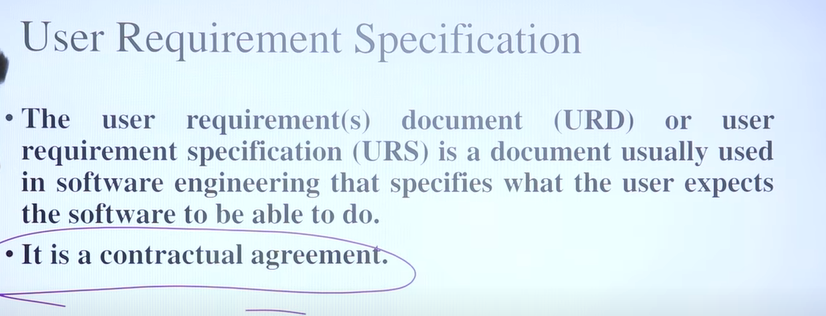 User Requirement Specification
• The user requirement(s) document (URD) or user
requirement specification (URS) is a document usually used
in software engineering that specifies what the user expects
the software to be able to do.
• It is a contractual agreement.